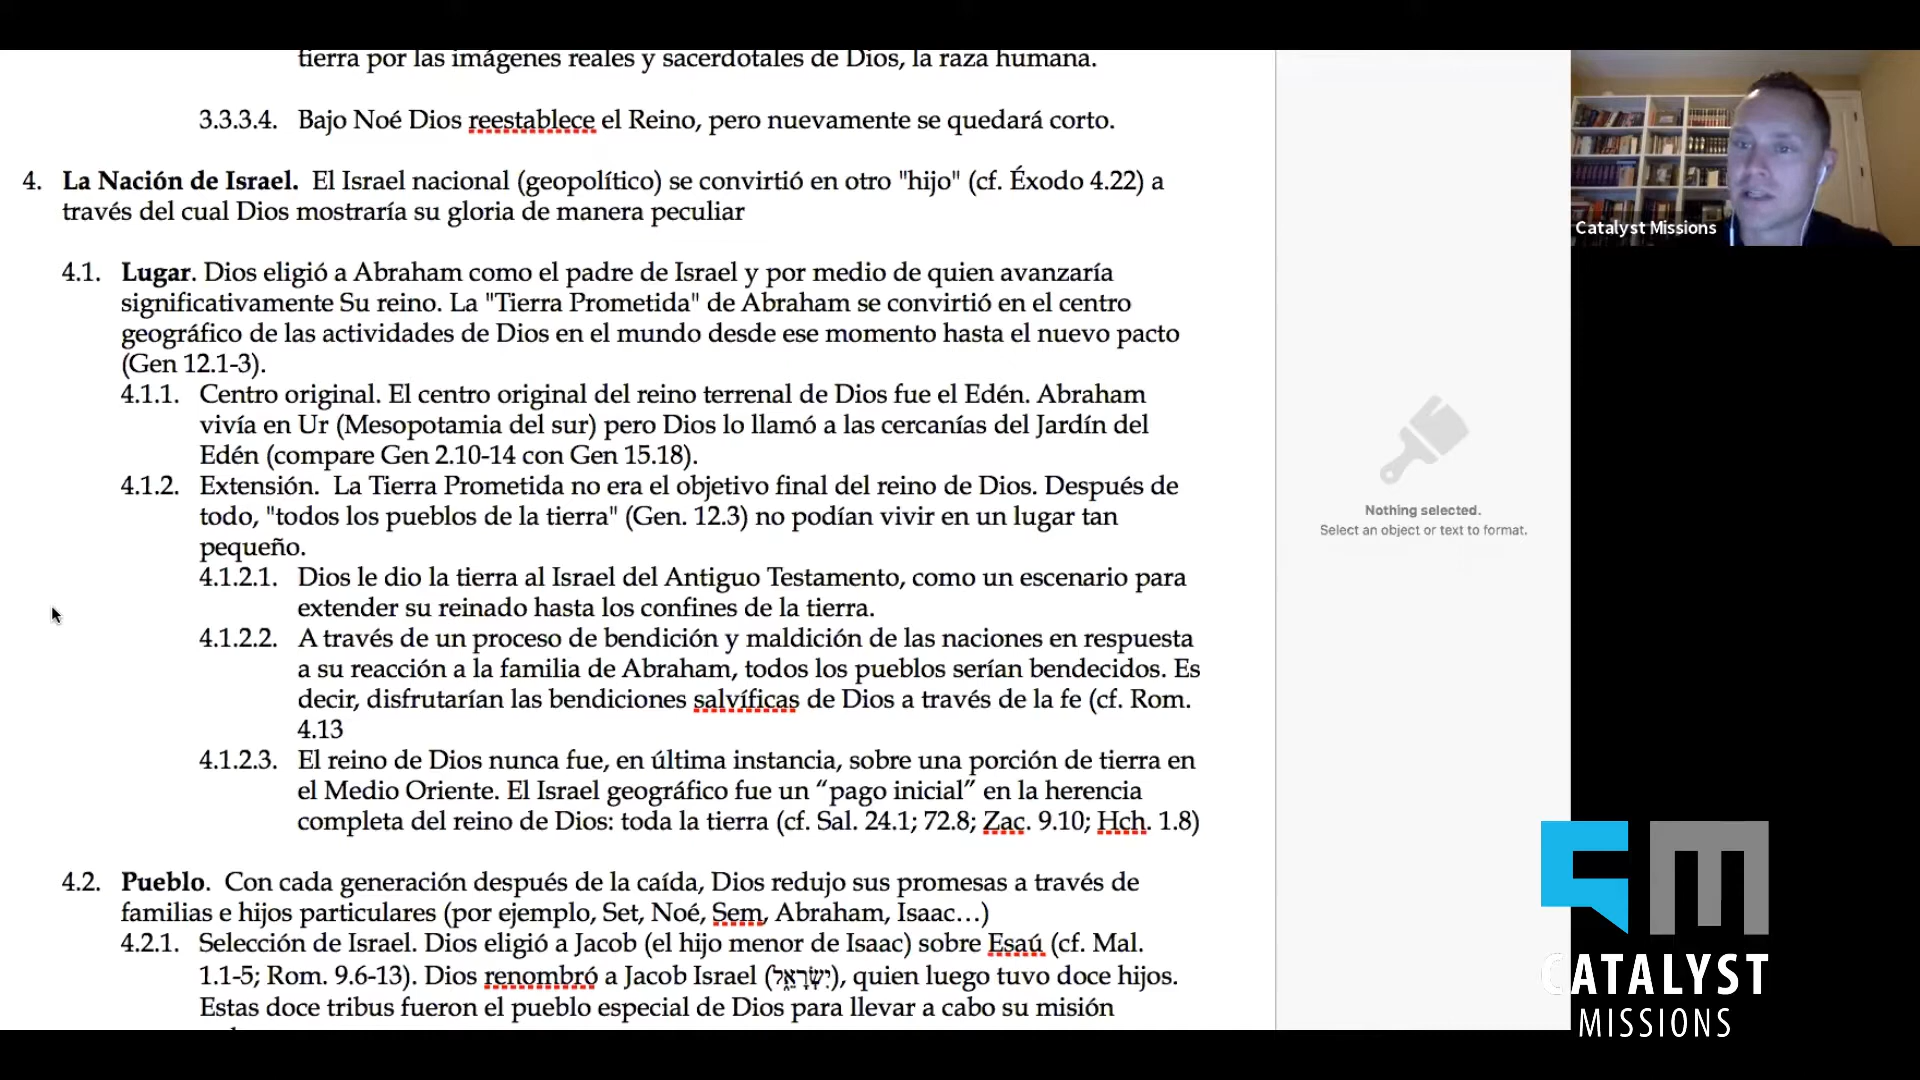 tierra por las imágenes reales y sacerdotales de Dios, la raza humana.
3.3.3.4. Bajo Noé Dios reestablece el Reino, pero nuevamente se quedará corto.
4. La Nación de Israel. El Israel nacional (geopolítico) se convirtió en otro "hijo" (cf. Éxodo 4.22) a
través del cual Dios mostraría su gloria de manera peculiar
4.1. Lugar. Dios eligió a Abraham como el padre de Israel y por medio de quien avanzaría
significativamente Su reino. La "Tierra Prometida" de Abraham se convirtió en el centro
geográfico de las actividades de Dios en el mundo desde ese momento hasta el nuevo pacto
(Gen 12.1-3).
4.1.1. Centro original. El centro original del reino terrenal de Dios fue el Edén. Abraham
vivía en Ur (Mesopotamia del sur) pero Dios lo llamó a las cercanías del Jardín del
Edén (compare Gen 2.10-14 con Gen 15.18).
4.1.2. Extensión. La Tierra Prometida no era el objetivo final del reino de Dios. Después de
todo, "todos los pueblos de la tierra" (Gen. 12.3) no podían vivir en un lugar tan
pequeño.
4.1.2.1. Dios le dio la tierra al Israel del Antiguo Testamento, como un escenario para
extender su reinado hasta los confines de la tierra.
4.1.2.2. A través de un proceso de bendición y maldición de las naciones en respuesta
a su reacción a la familia de Abraham, todos los pueblos serían bendecidos. Es
decir, disfrutarían las bendiciones salvíficas de Dios a través de la fe (cf. Rom.
4.13
4.1.2.3. El reino de Dios nunca fue, en última instancia, sobre una porción de tierra en
el Medio Oriente. El Israel geográfico fue un “pago inicial” en la herencia
completa del reino de Dios: toda la tierra (cf. Sal. 24.1; 72.8; Zac. 9.10; Hch. 1.8)
4.2. Pueblo. Con cada generación después de la caída, Dios redujo sus promesas a través de
familias e hijos particulares (por ejemplo, Set, Noé, Sem, Abraham, Isaac…)
4.2.1. Selección de Israel. Dios eligió a Jacob (el hijo menor de Isaac) sobre Esaú (cf. Mal.
1.1-5; Rom. 9.6-13). Dios renombró a Jacob Israel (יִשְׂרָאֵל), quien luego tuvo doce hijos.
Estas doce tribus fueron el pueblo especial de Dios para llevar a cabo su misión
Nothing selected.
Select an object or text to format.
Catalyst Missions
CATALYST
MISSIONS